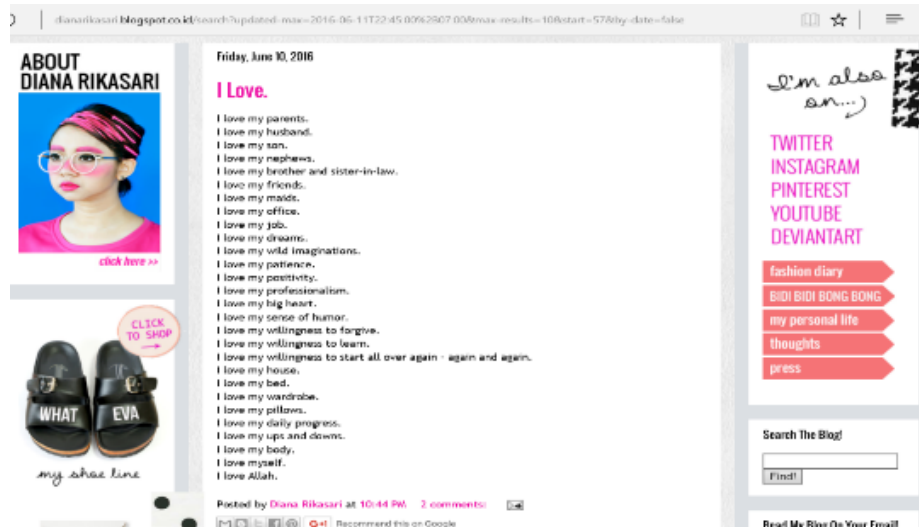 dianarikasari.blogspot.co.id/search?updated-max=2016-06-11T22:45:00%2B07:00&max-results=10&start=57&by-date=false
ABOUT
DIANA RIKASARI
click here >>
CLICK
TO SHOP
WHAT EVA
my shoe line
Friday, June 10, 2016
I Love.
I love my parents.
I love my husband.
I love my son.
I love my nephews.
I love my brother and sister-in-law.
I love my friends.
I love my maids.
I love my office.
I love my job.
I love my dreams.
I love my wild imaginations.
I love my patience.
I love my positivity.
I love my professionalism.
I love my big heart.
I love my sense of humor.
I love my willingness to forgive.
I love my willingness to learn.
I love my willingness to start all over again - again and again.
I love my house.
I love my bed.
I love my wardrobe.
I love my pillows.
I love my daily progress.
I love my ups and downs.
I love my body.
I love myself.
I love Allah.
Posted by Diana Rikasari at 10:44 PM 2 comments:
G+1 Recommend this on Google
I'm also
on...)
TWITTER
INSTAGRAM
PINTEREST
YOUTUBE
DEVIANTART
fashion diary
BIDI BIDI BONG BONG
my personal life
thoughts
press
Search The Blog!
Find!
Read My Blog On Your Email